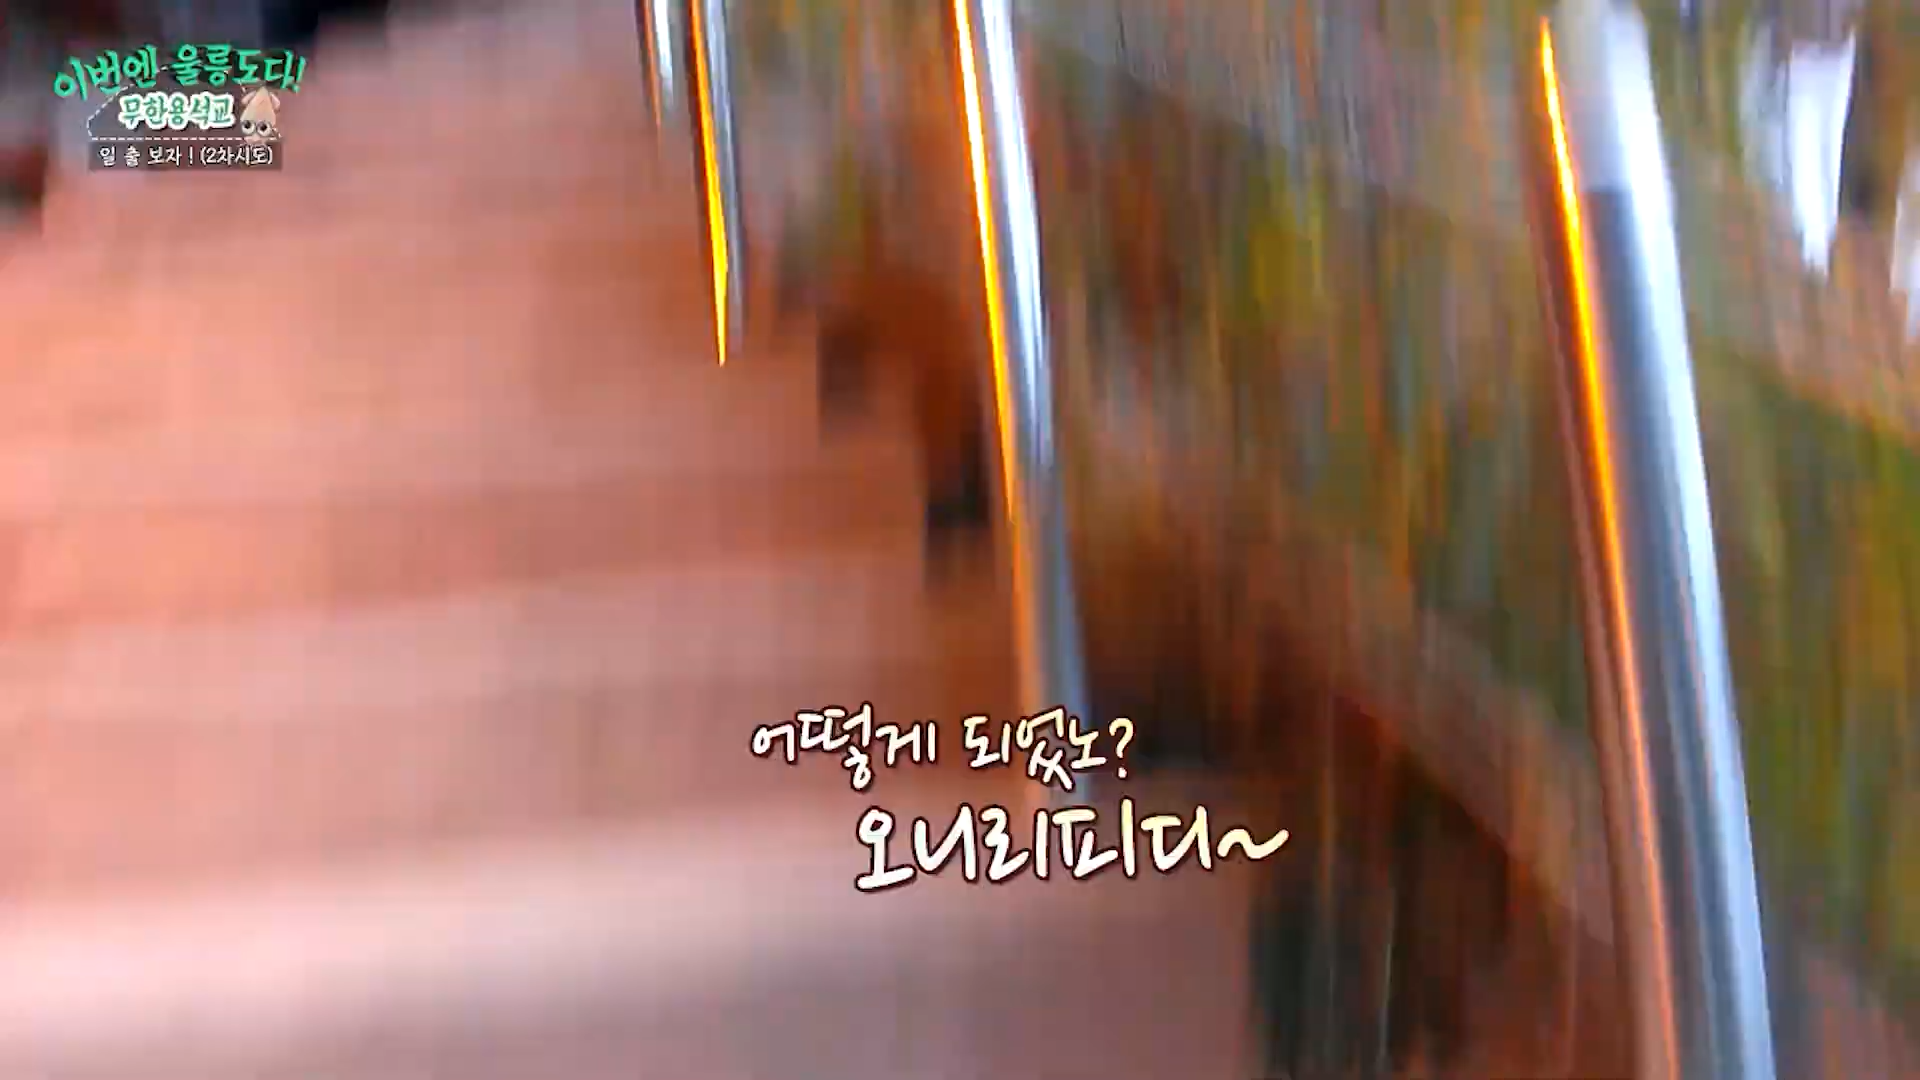 이번엔 울릉도다!
무한용석교
일출 보자! (2차시도)
어떻게 되었노?
오니리피디~